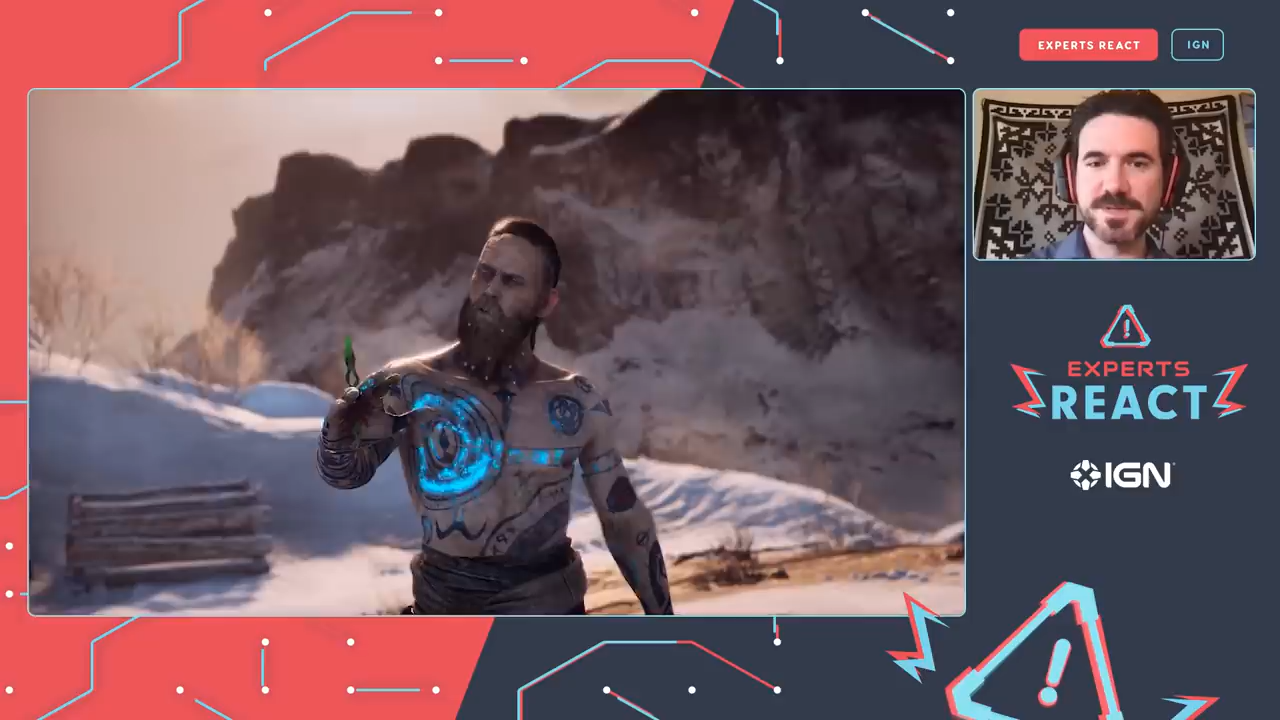 EXPERTS REACT
IGN
EXPERTS
REACT
IGN